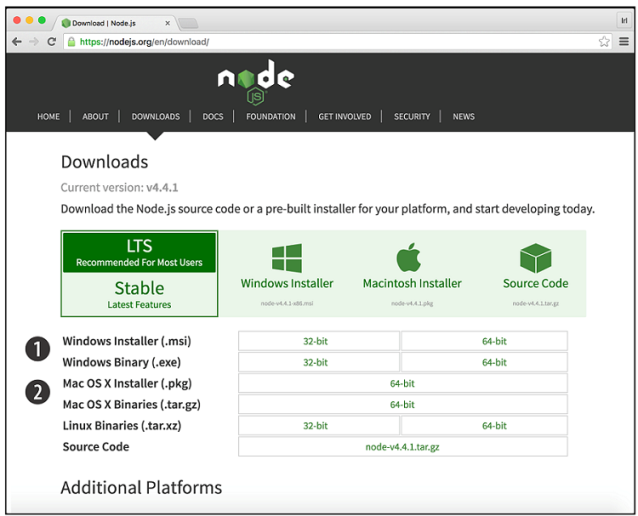 Download | Node.js
https://nodejs.org/en/download/
node
JS
HOME | ABOUT | DOWNLOADS | DOCS | FOUNDATION | GET INVOLVED | SECURITY | NEWS
Downloads
Current version: v4.4.1
Download the Node.js source code or a pre-built installer for your platform, and start developing today.
LTS
Recommended For Most Users
Stable
Latest Features
Windows Installer
node-v4.4.1-x86.msi
Macintosh Installer
node-v4.4.1.pkg
Source Code
node-v4.4.1.tar.gz
1 Windows Installer (.msi) 32-bit 64-bit
Windows Binary (.exe) 32-bit 64-bit
2 Mac OS X Installer (.pkg) 64-bit
Mac OS X Binaries (.tar.gz) 64-bit
Linux Binaries (.tar.xz) 32-bit 64-bit
Source Code node-v4.4.1.tar.gz
Additional Platforms